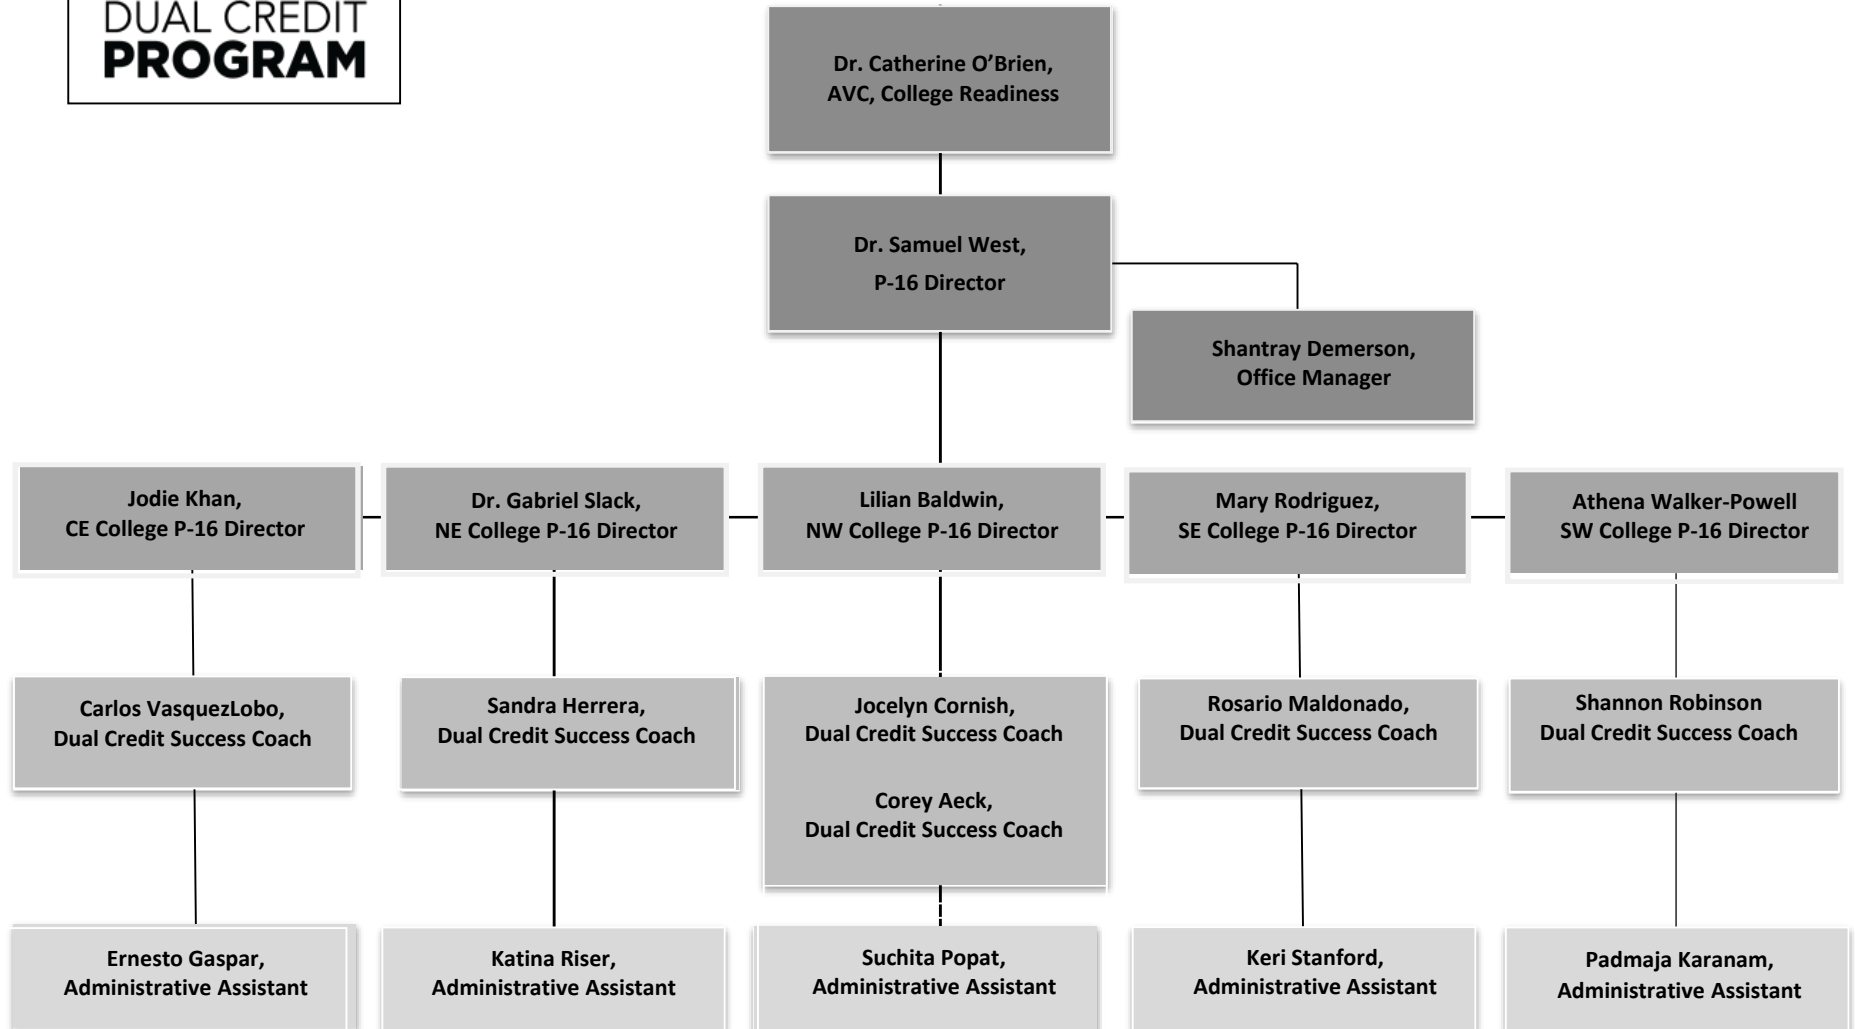 DUAL CREDIT
PROGRAM
Dr. Catherine O’Brien,
AVC, College Readiness
Dr. Samuel West,
P-16 Director
Shantray Demerson,
Office Manager
Jodie Khan,
CE College P-16 Director
Dr. Gabriel Slack,
NE College P-16 Director
Lilian Baldwin,
NW College P-16 Director
Mary Rodriguez,
SE College P-16 Director
Athena Walker-Powell
SW College P-16 Director
Carlos VasquezLobo,
Dual Credit Success Coach
Sandra Herrera,
Dual Credit Success Coach
Jocelyn Cornish,
Dual Credit Success Coach
Corey Aeck,
Dual Credit Success Coach
Rosario Maldonado,
Dual Credit Success Coach
Shannon Robinson
Dual Credit Success Coach
Ernesto Gaspar,
Administrative Assistant
Katina Riser,
Administrative Assistant
Suchita Popat,
Administrative Assistant
Keri Stanford,
Administrative Assistant
Padmaja Karanam,
Administrative Assistant